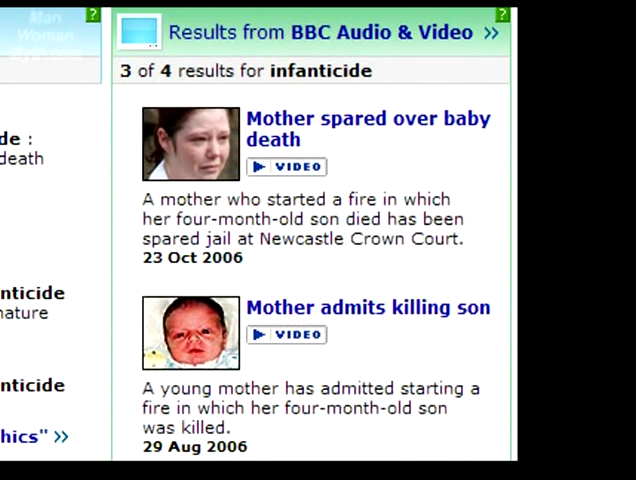 Man
Woman
?
?
Results from BBC Audio & Video >>
3 of 4 results for infanticide
Mother spared over baby
death
VIDEO
A mother who started a fire in which
her four-month-old son died has been
spared jail at Newcastle Crown Court.
23 Oct 2006
Mother admits killing son
VIDEO
A young mother has admitted starting a
fire in which her four-month-old son
was killed.
29 Aug 2006
de :
death
nticide
nature
nticide
hics" >>